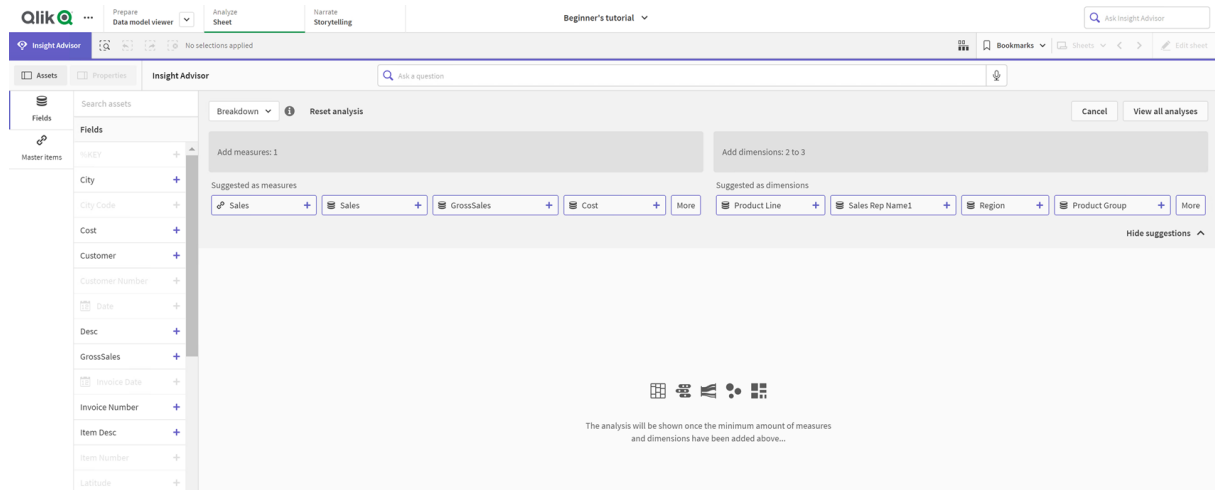 Qlik
Prepare
Data model viewer
Analyze
Sheet
Narrate
Storytelling
Beginner's tutorial
Ask Insight Advisor
Insight Advisor
No selections applied
Bookmarks
Sheets
Edit sheet
Assets
Properties
Insight Advisor
Ask a question
Fields
Master items
Search assets
Fields
%KEY
City
City Code
Cost
Customer
Customer Number
Date
Desc
GrossSales
Invoice Date
Invoice Number
Item Desc
Item Number
Latitude
Breakdown
Reset analysis
Cancel
View all analyses
Add measures: 1
Add dimensions: 2 to 3
Suggested as measures
Sales
Sales
GrossSales
Cost
More
Suggested as dimensions
Product Line
Sales Rep Name1
Region
Product Group
More
Hide suggestions
The analysis will be shown once the minimum amount of measures
and dimensions have been added above...